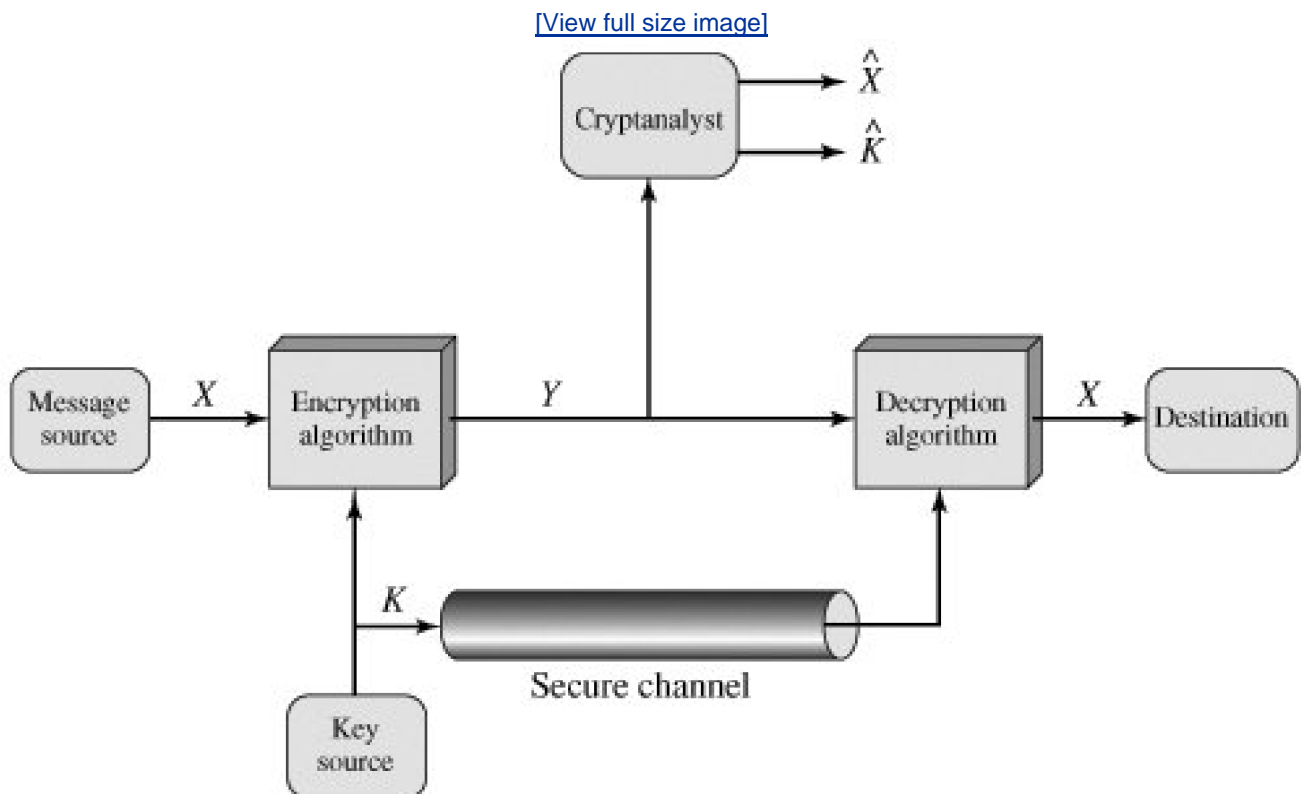 [View full size image]
Cryptanalyst
X̂
K̂
Message
source
X
Encryption
algorithm
Y
Decryption
algorithm
X
Destination
K
Secure channel
Key
source